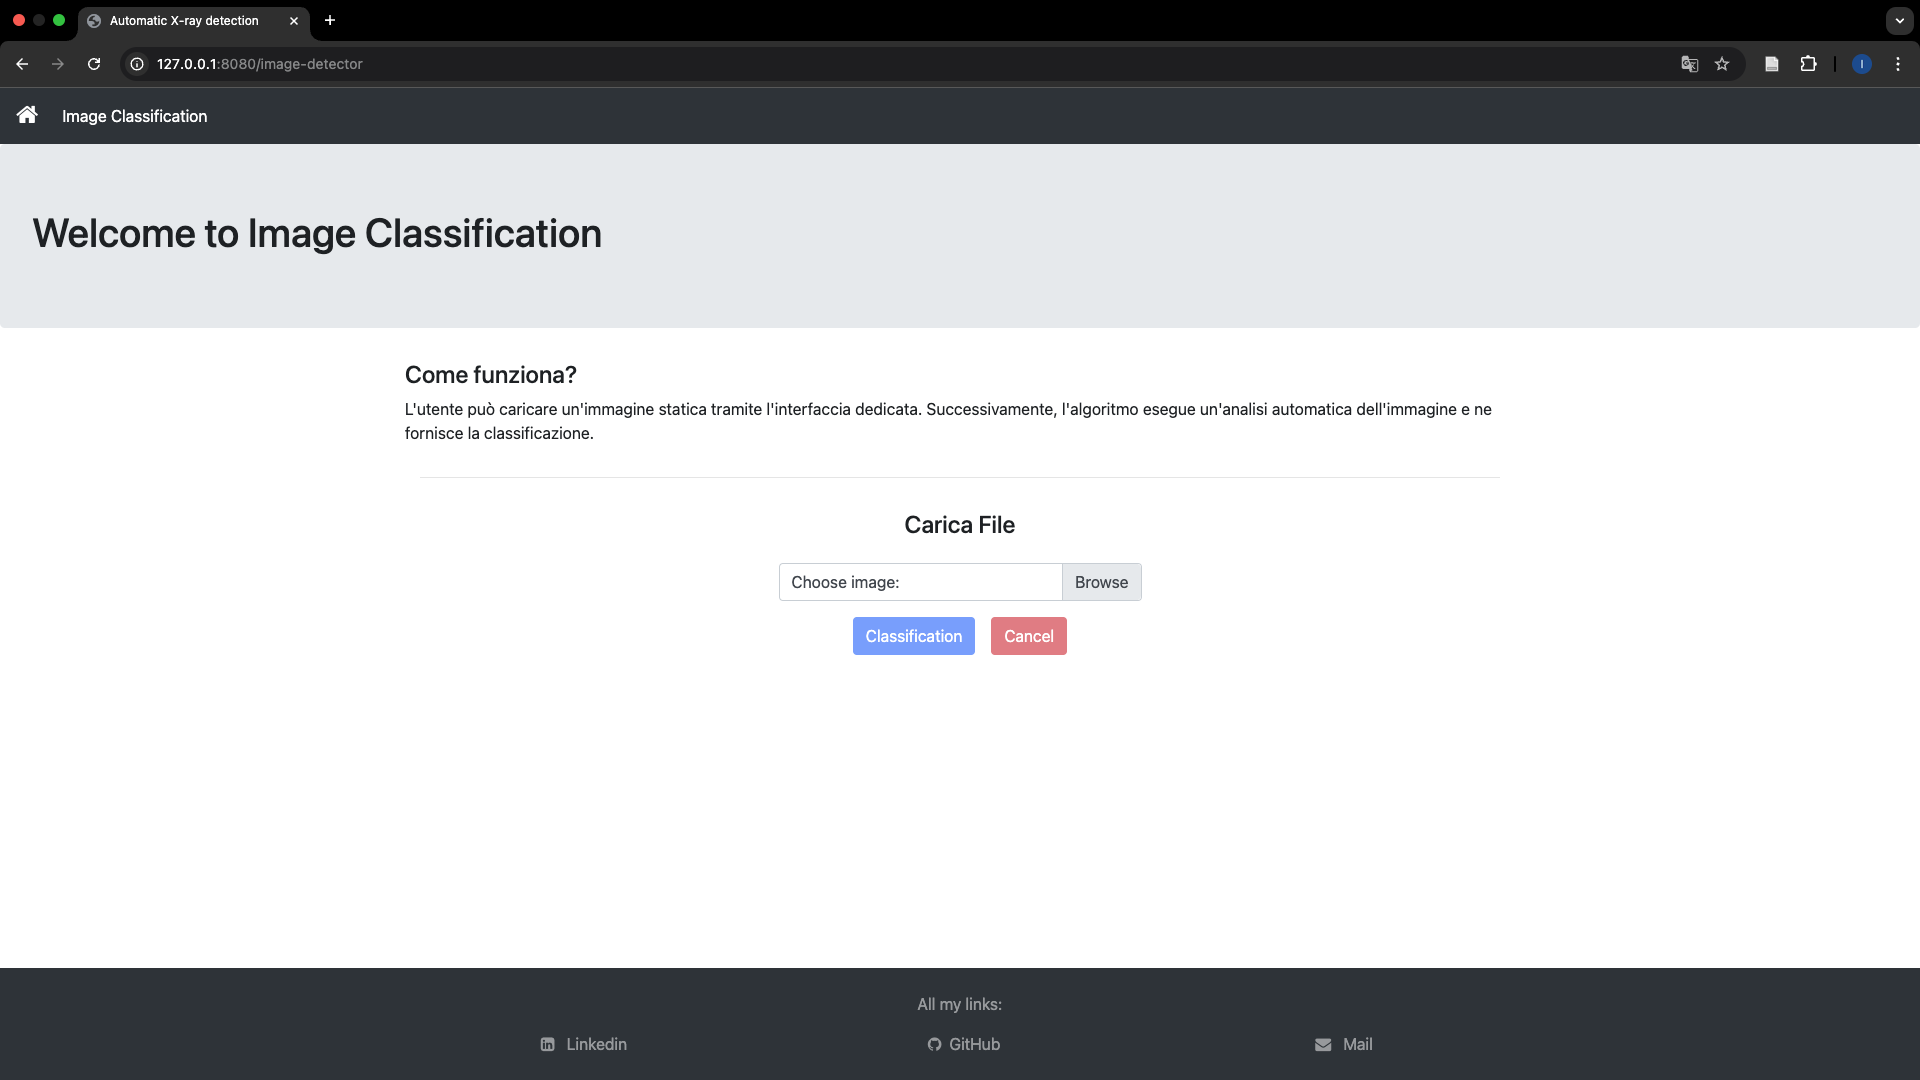 Automatic X-ray detection
127.0.0.1:8080/image-detector
I
Image Classification
Welcome to Image Classification
Come funziona?
L'utente può caricare un'immagine statica tramite l'interfaccia dedicata. Successivamente, l'algoritmo esegue un'analisi automatica dell'immagine e ne
fornisce la classificazione.
Carica File
Choose image:
Browse
Classification
Cancel
All my links:
Linkedin
GitHub
Mail